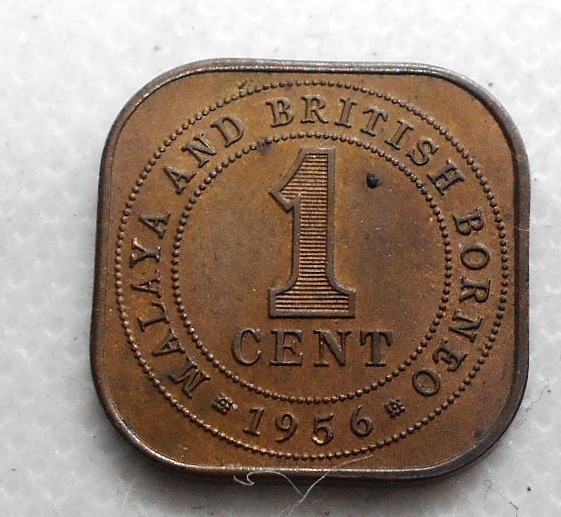 MALAYA AND BRITISH BORNEO
1
CENT
1956